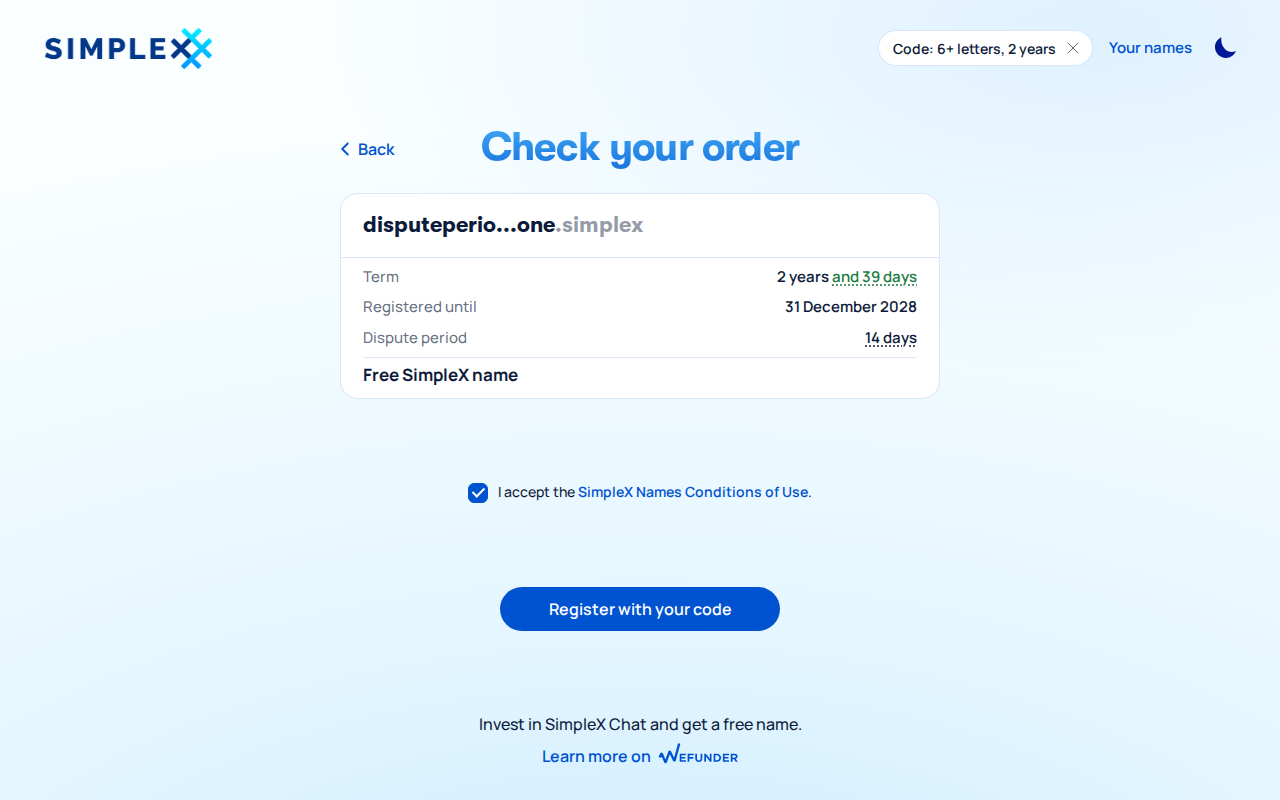 SIMPLEX
Code: 6+ letters, 2 years
Your names
Back
Check your order
disputeperio...one.simplex
Term
2 years and 39 days
Registered until
31 December 2028
Dispute period
14 days
Free SimpleX name
I accept the SimpleX Names Conditions of Use.
Register with your code
Invest in SimpleX Chat and get a free name.
Learn more on WEFUNDER